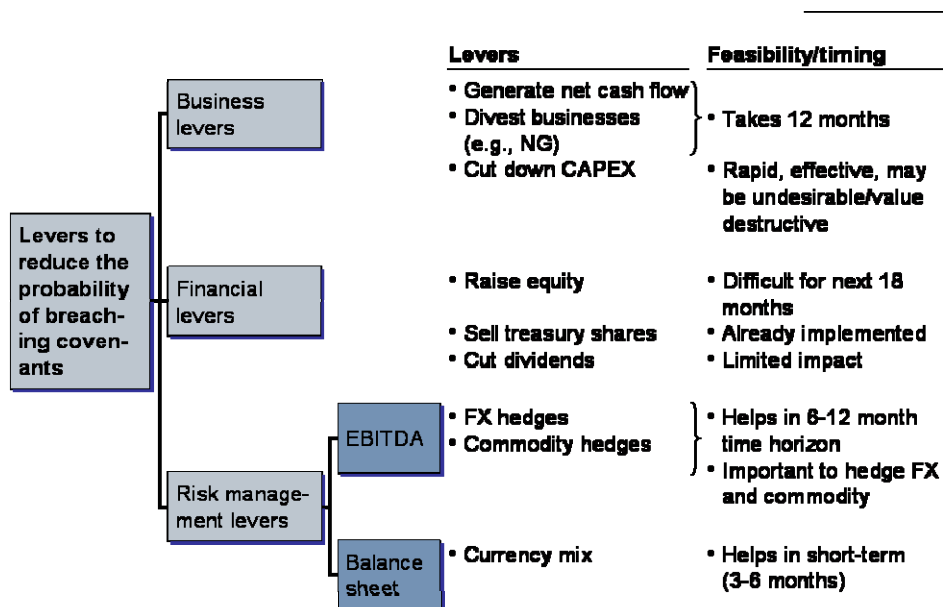 Levers
Feasibility/timing
Levers to
reduce the
probability
of breach-
ing coven-
ants
Business
levers
• Generate net cash flow
• Divest businesses
(e.g., NG)
• Takes 12 months
• Cut down CAPEX
• Rapid, effective, may
be undesirable/value
destructive
Financial
levers
• Raise equity
• Difficult for next 18
months
• Sell treasury shares
• Already implemented
• Cut dividends
• Limited impact
Risk manage-
ment levers
EBITDA
• FX hedges
• Commodity hedges
• Helps in 6-12 month
time horizon
• Important to hedge FX
and commodity
Balance
sheet
• Currency mix
• Helps in short-term
(3-6 months)